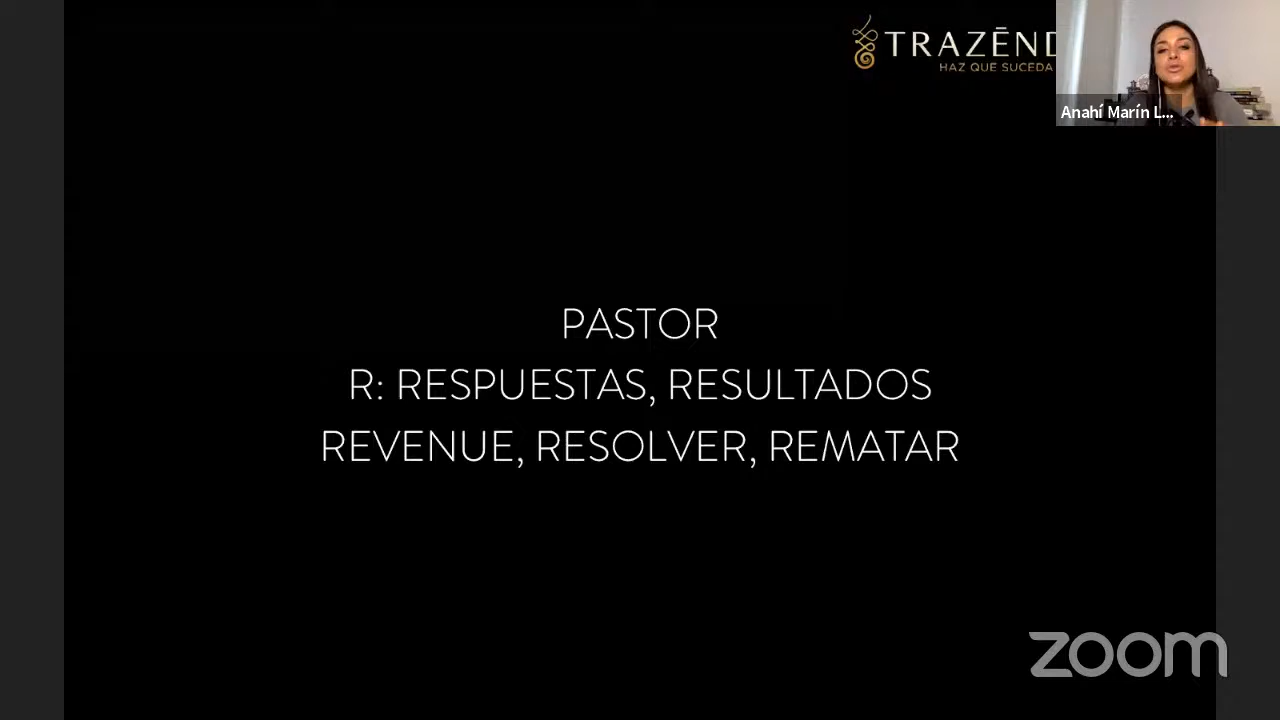 TRAZĒND
HAZ QUE SUCEDA
Anahí Marín L...
PASTOR
R: RESPUESTAS, RESULTADOS
REVENUE, RESOLVER, REMATAR
zoom